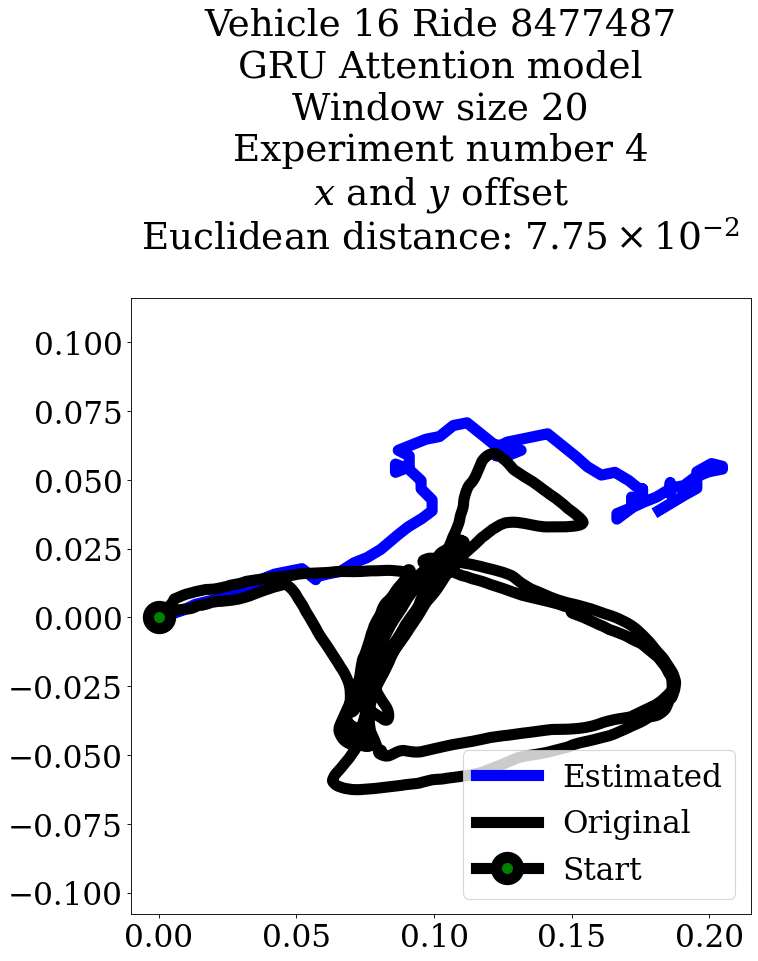 Vehicle 16 Ride 8477487
GRU Attention model
Window size 20
Experiment number 4
x and y offset
Euclidean distance: 7.75 × 10⁻²
0.100
0.075
0.050
0.025
0.000
−0.025
−0.050
−0.075
−0.100
Estimated
Original
Start
0.00 0.05 0.10 0.15 0.20